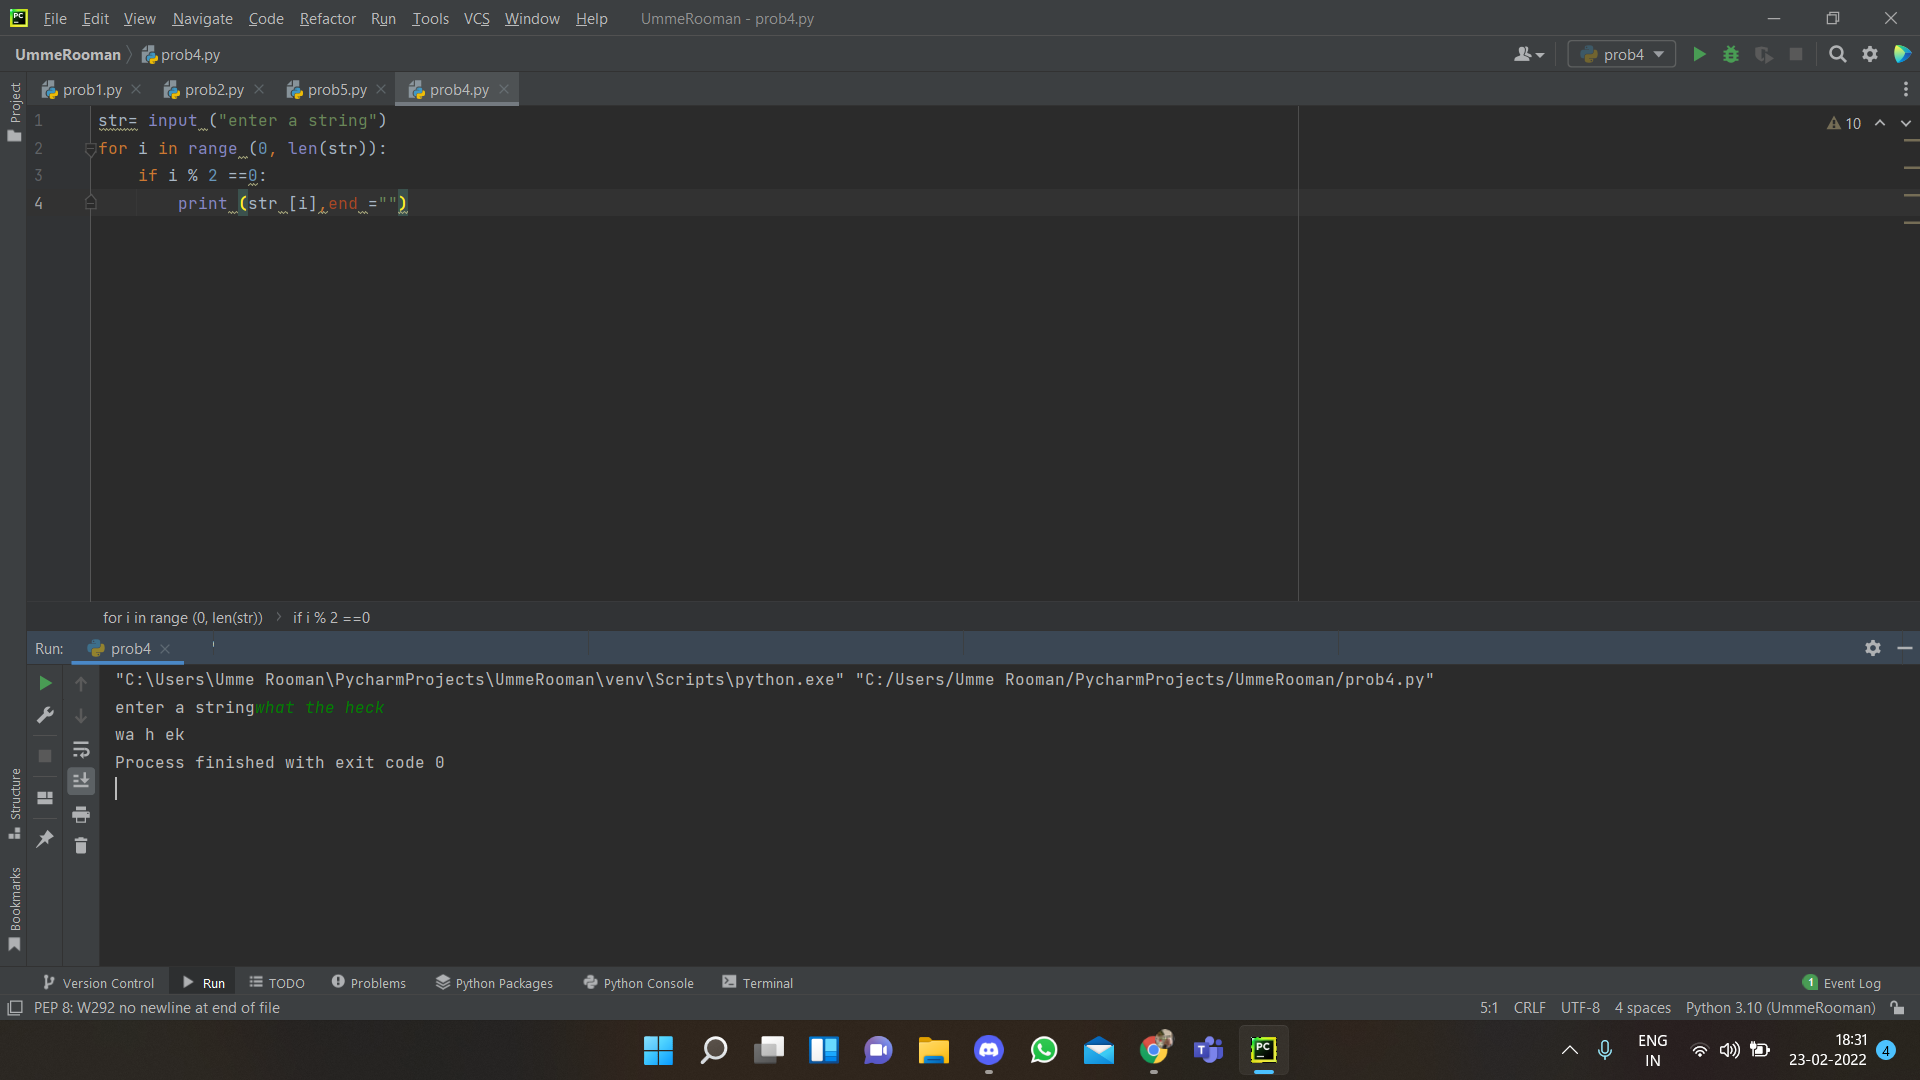 PC File Edit View Navigate Code Refactor Run Tools VCS Window Help UmmeRooman - prob4.py
UmmeRooman prob4.py prob4
prob1.py prob2.py prob5.py prob4.py
Project
1 str= input ("enter a string")
10
2 for i in range (0, len(str)):
3 if i % 2 ==0:
4 print (str [i],end ="")
for i in range (0, len(str)) if i % 2 ==0
Run: prob4
"C:\Users\Umme Rooman\PycharmProjects\UmmeRooman\venv\Scripts\python.exe" "C:/Users/Umme Rooman/PycharmProjects/UmmeRooman/prob4.py"
enter a stringwhat the heck
wa h ek
Process finished with exit code 0
Structure
Bookmarks
Version Control Run TODO Problems Python Packages Python Console Terminal 1 Event Log
PEP 8: W292 no newline at end of file 5:1 CRLF UTF-8 4 spaces Python 3.10 (UmmeRooman)
PC ENG 18:31
IN 23-02-2022 4